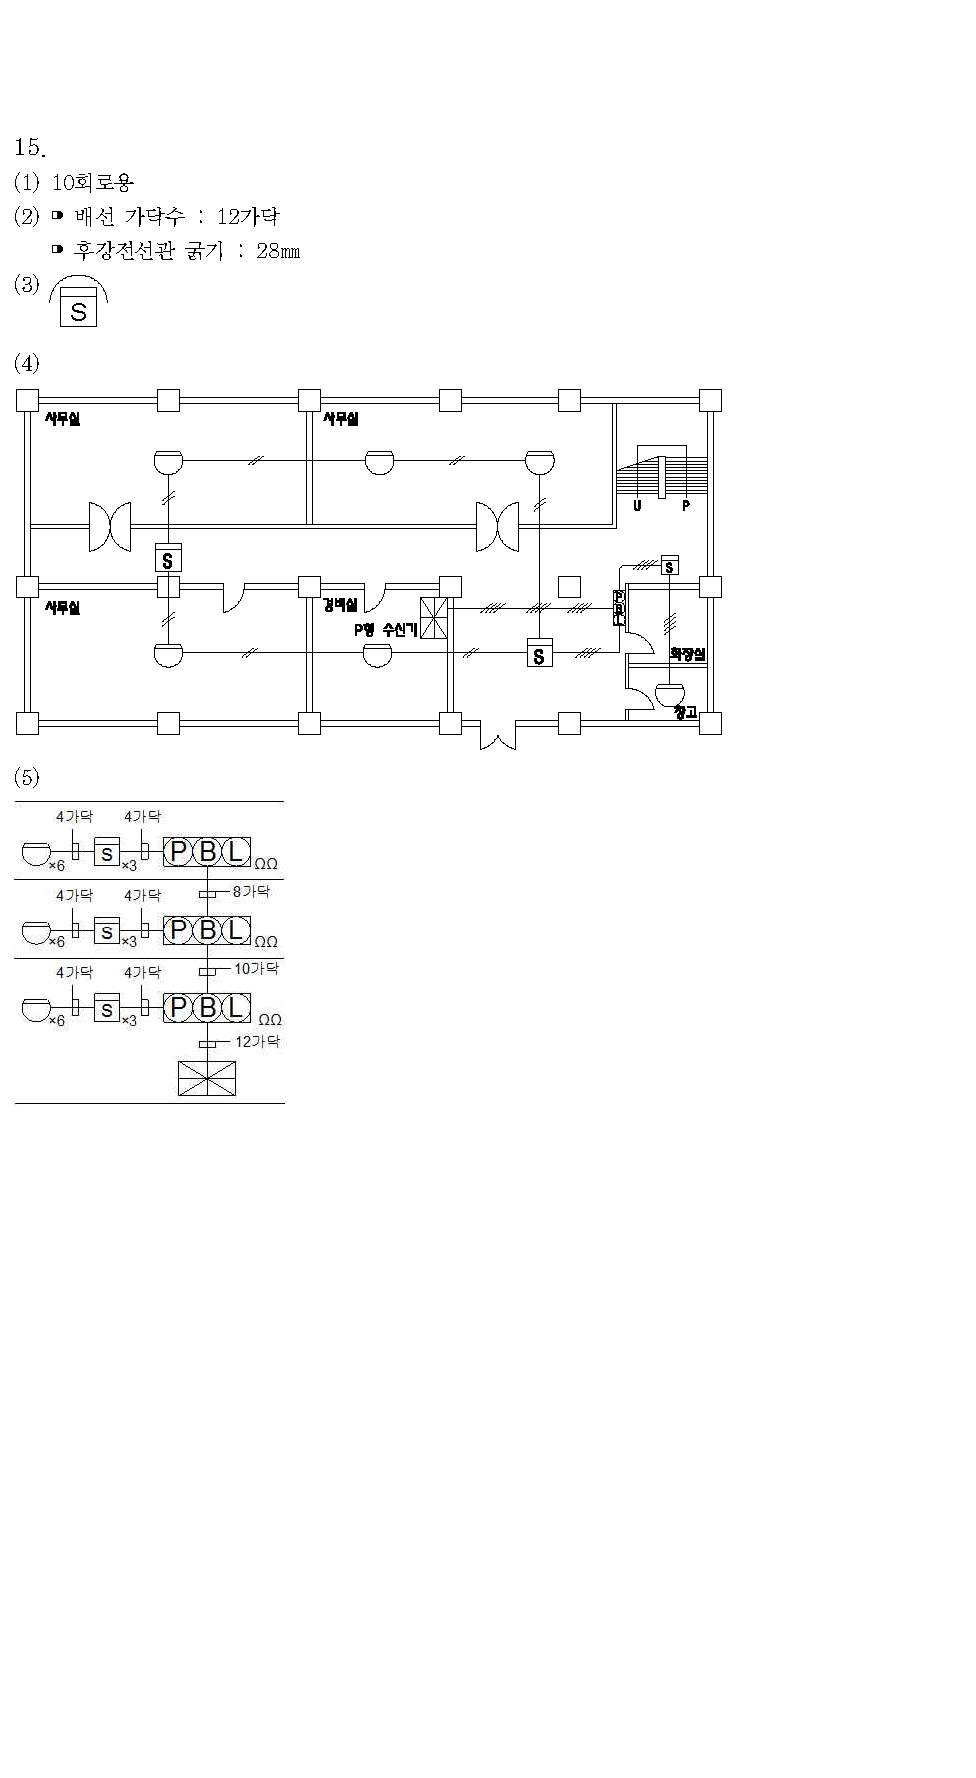 15.
(1) 10회로용
(2) ➪ 배선 가닥수 : 12가닥
➪ 후강전선관 굵기 : 28㎜
(3)
S
(4)
사무실 사무실
U P
S
S
사무실 경비실
P B L
P형 수신기
S
화장실
창고
(5)
4가닥 4가닥
×6 S ×3 P B L ΩΩ
8가닥
4가닥 4가닥
×6 S ×3 P B L ΩΩ
10가닥
4가닥 4가닥
×6 S ×3 P B L ΩΩ
12가닥